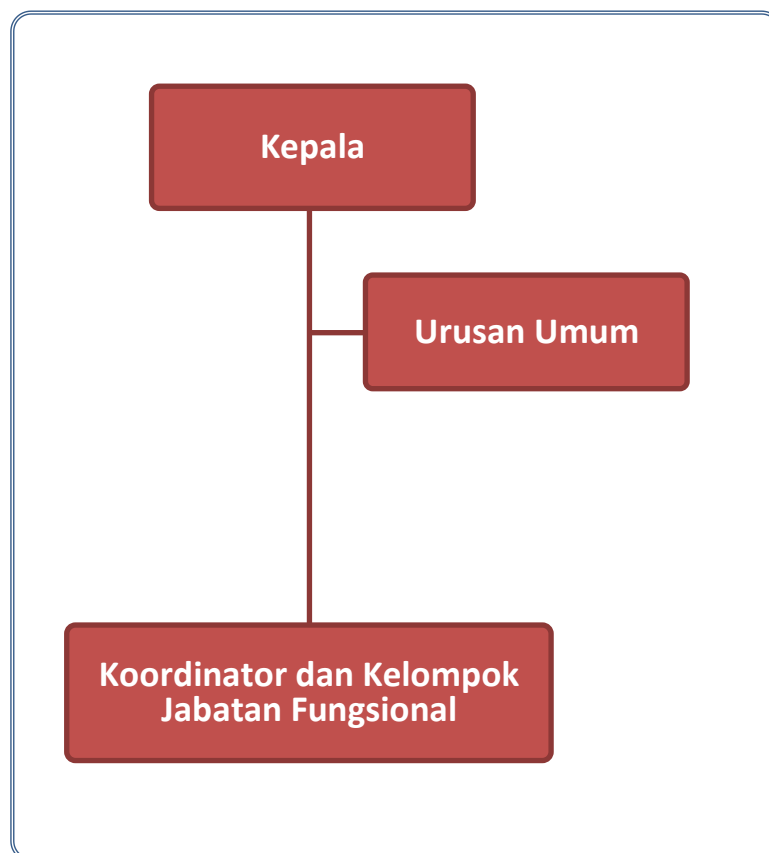 Kepala
Urusan Umum
Koordinator dan Kelompok
Jabatan Fungsional